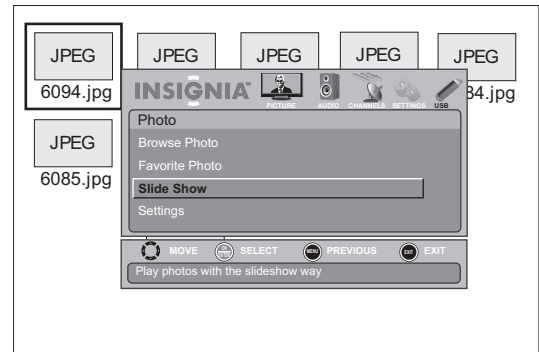 JPEG JPEG JPEG JPEG JPEG
6094.jpg 84.jpg
INSIGNIA
PICTURE AUDIO CHANNELS SETTINGS USB
Photo
JPEG
Browse Photo
Favorite Photo
6085.jpg
Slide Show
Settings
MOVE SELECT MENU PREVIOUS EXIT EXIT
Play photos with the slideshow way